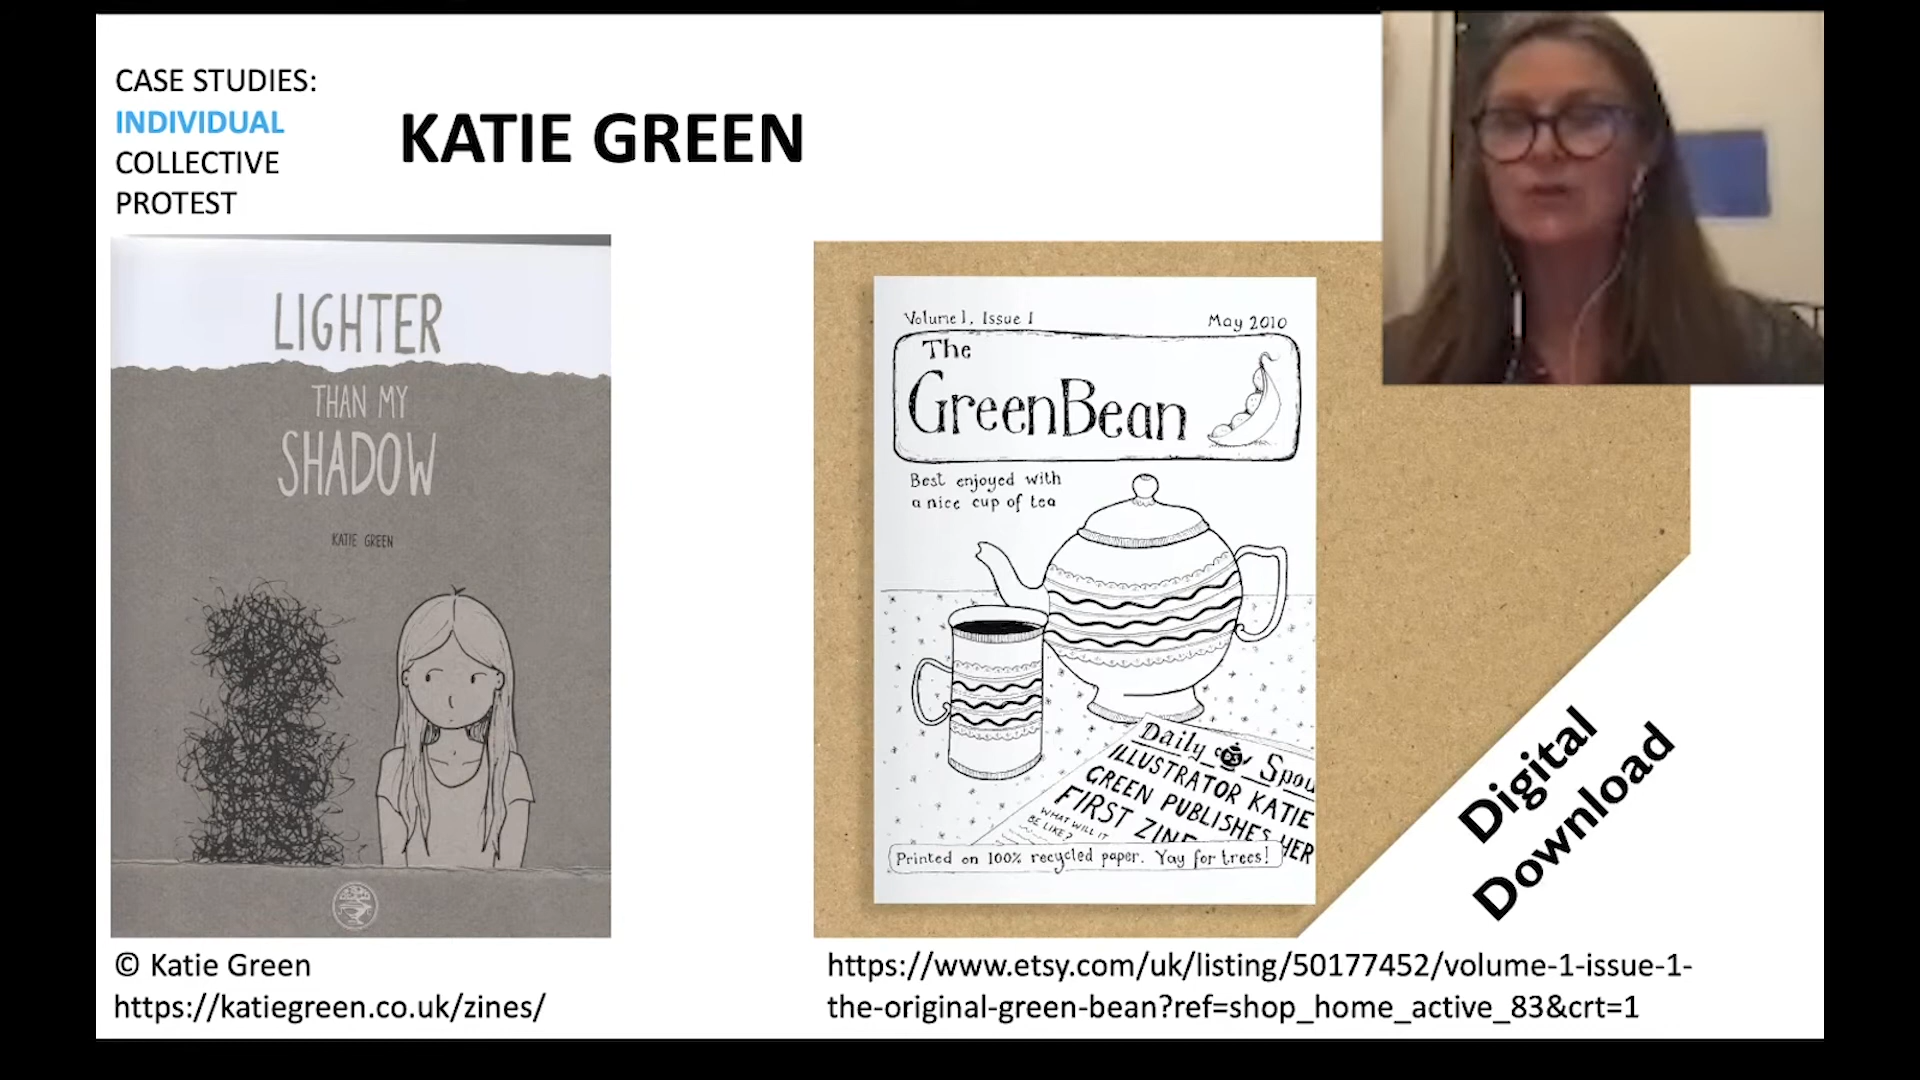 CASE STUDIES:
INDIVIDUAL
COLLECTIVE
PROTEST
KATIE GREEN
LIGHTER
THAN MY
SHADOW
KATIE GREEN
© Katie Green
https://katiegreen.co.uk/zines/
Volume 1, Issue 1
May 2010
The
GreenBean
Best enjoyed with
a nice cup of tea
Daily Spou
ILLUSTRATOR KATIE
GREEN PUBLISHES HER
FIRST ZINE
WHAT WILL IT
BE LIKE?
Printed on 100% recycled paper. Yay for trees!
Digital
Download
https://www.etsy.com/uk/listing/50177452/volume-1-issue-1-
the-original-green-bean?ref=shop_home_active_83&crt=1